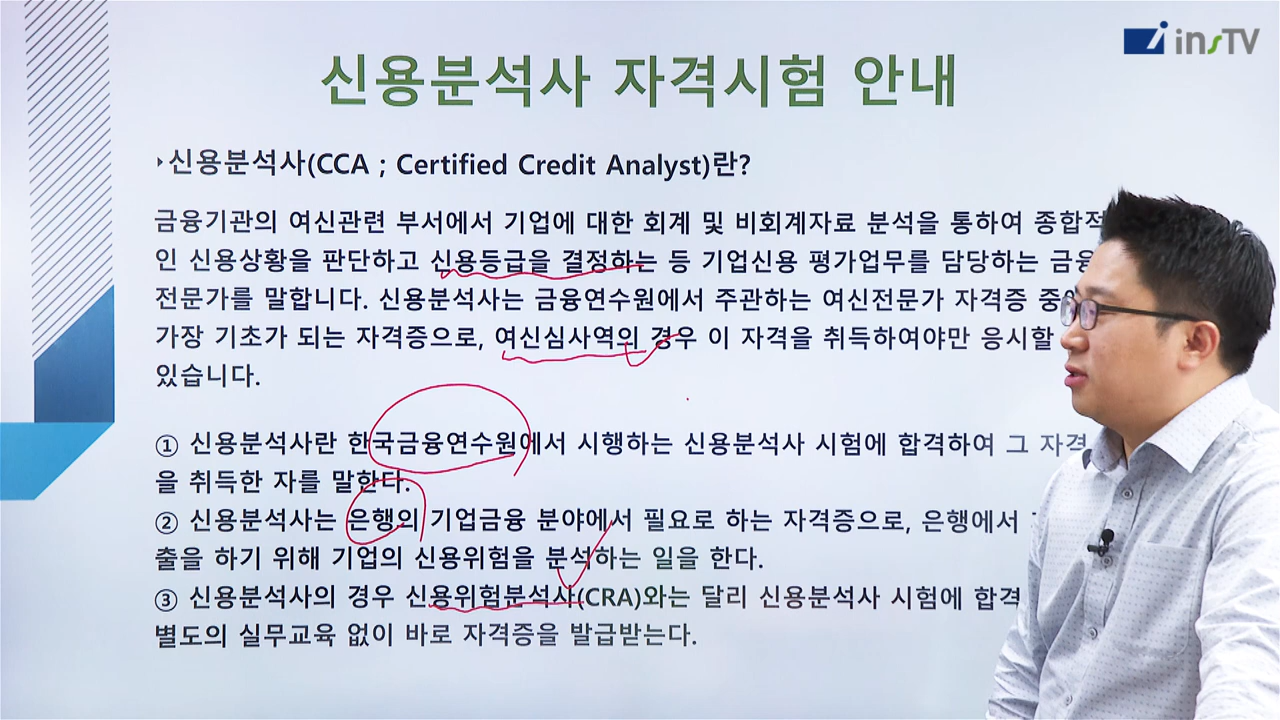 insTV
신용분석사 자격시험 안내
신용분석사(CCA ; Certified Credit Analyst)란?
금융기관의 여신관련 부서에서 기업에 대한 회계 및 비회계자료 분석을 통하여 종합적
인 신용상황을 판단하고 신용등급을 결정하는 등 기업신용 평가업무를 담당하는 금융
전문가를 말합니다. 신용분석사는 금융연수원에서 주관하는 여신전문가 자격증
가장 기초가 되는 자격증으로, 여신심사역의 경우 이 자격을 취득하여야만 응시할
있습니다.
① 신용분석사란 한국금융연수원에서 시행하는 신용분석사 시험에 합격하여 그 자격
을 취득한 자를 말한다.
② 신용분석사는 은행의 기업금융 분야에서 필요로 하는 자격증으로, 은행에서
출을 하기 위해 기업의 신용위험을 분석하는 일을 한다.
③ 신용분석사의 경우 신용위험분석사(CRA)와는 달리 신용분석사 시험에 합격
별도의 실무교육 없이 바로 자격증을 발급받는다.